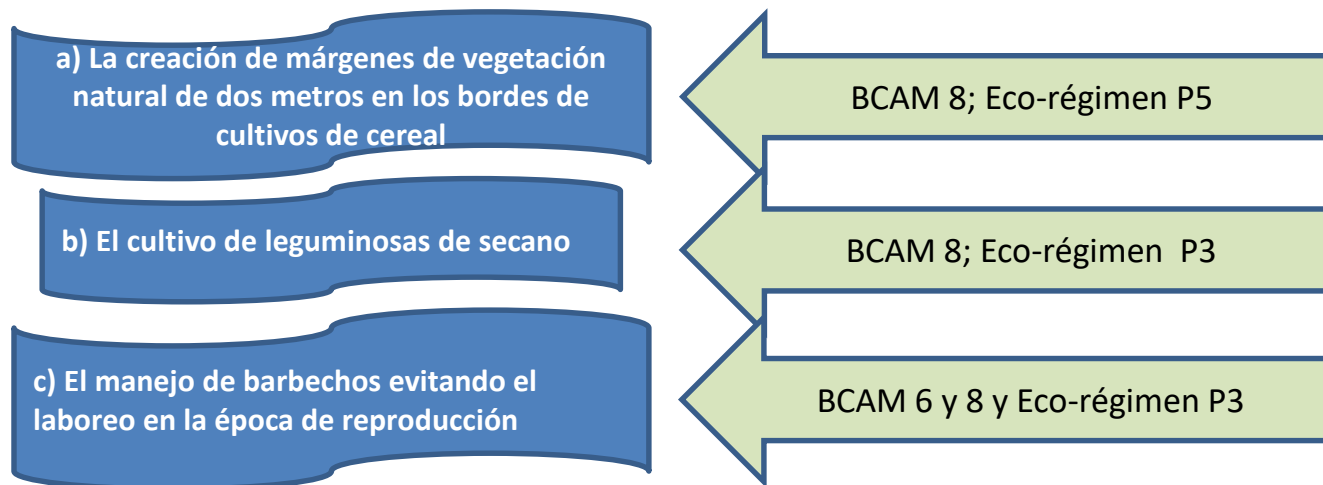 a) La creación de márgenes de vegetación
natural de dos metros en los bordes de
cultivos de cereal
BCAM 8; Eco-régimen P5
b) El cultivo de leguminosas de secano
BCAM 8; Eco-régimen  P3
c) El manejo de barbechos evitando el
laboreo en la época de reproducción
BCAM 6 y 8 y Eco-régimen P3